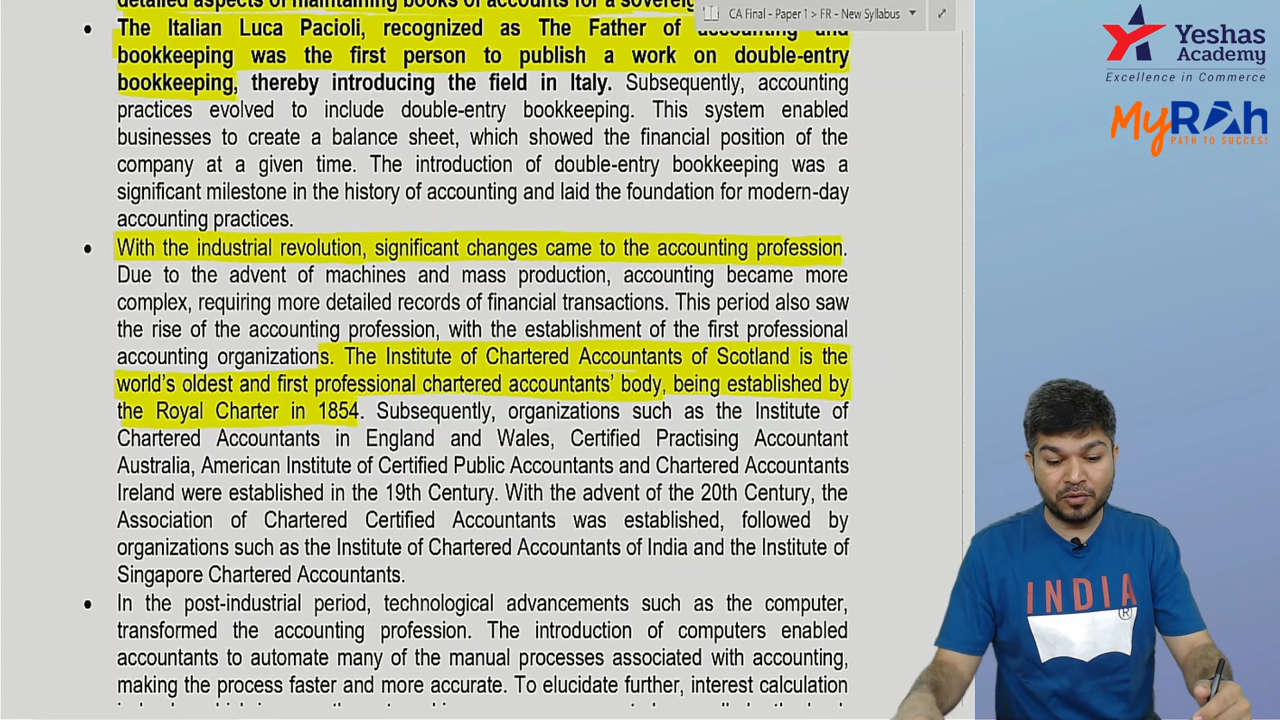 detailed aspects of maintaining books of accounts for a sovereig
CA Final - Paper 1 > FR - New Syllabus
• The Italian Luca Pacioli, recognized as The Father of accounting and
bookkeeping was the first person to publish a work on double-entry
bookkeeping, thereby introducing the field in Italy. Subsequently, accounting
practices evolved to include double-entry bookkeeping. This system enabled
businesses to create a balance sheet, which showed the financial position of the
company at a given time. The introduction of double-entry bookkeeping was a
significant milestone in the history of accounting and laid the foundation for modern-day
accounting practices.
• With the industrial revolution, significant changes came to the accounting profession.
Due to the advent of machines and mass production, accounting became more
complex, requiring more detailed records of financial transactions. This period also saw
the rise of the accounting profession, with the establishment of the first professional
accounting organizations. The Institute of Chartered Accountants of Scotland is the
world's oldest and first professional chartered accountants' body, being established by
the Royal Charter in 1854. Subsequently, organizations such as the Institute of
Chartered Accountants in England and Wales, Certified Practising Accountant
Australia, American Institute of Certified Public Accountants and Chartered Accountants
Ireland were established in the 19th Century. With the advent of the 20th Century, the
Association of Chartered Certified Accountants was established, followed by
organizations such as the Institute of Chartered Accountants of India and the Institute of
Singapore Chartered Accountants.
• In the post-industrial period, technological advancements such as the computer,
transformed the accounting profession. The introduction of computers enabled
accountants to automate many of the manual processes associated with accounting,
making the process faster and more accurate. To elucidate further, interest calculation
Yeshas
Academy
Excellence in Commerce
MyRAh
PATH TO SUCCESS
INDIA
®